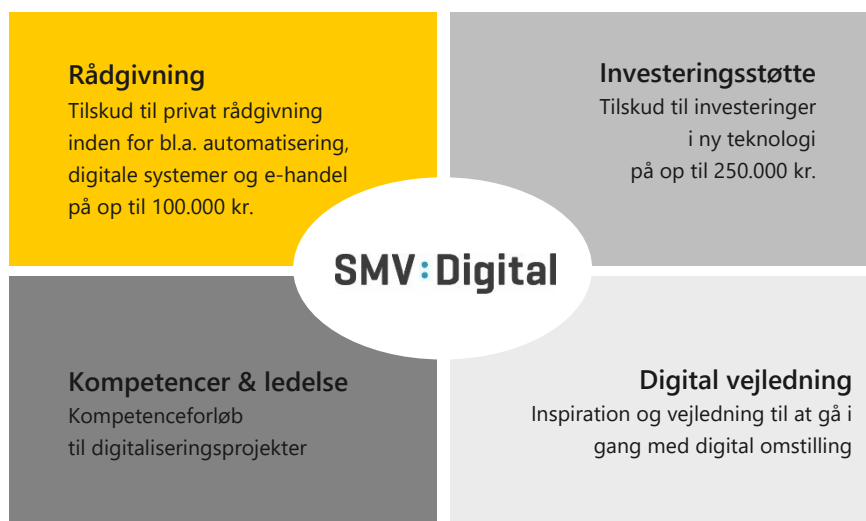 Rådgivning
Tilskud til privat rådgivning
inden for bl.a. automatisering,
digitale systemer og e-handel
på op til 100.000 kr.
Investeringsstøtte
Tilskud til investeringer
i ny teknologi
på op til 250.000 kr.
SMV:Digital
Kompetencer & ledelse
Kompetenceforløb
til digitaliseringsprojekter
Digital vejledning
Inspiration og vejledning til at gå i
gang med digital omstilling